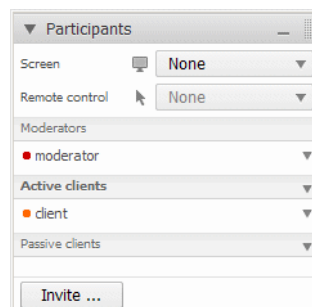 Participants
Screen None
Remote control None
Moderators
moderator
Active clients
client
Passive clients
Invite ...